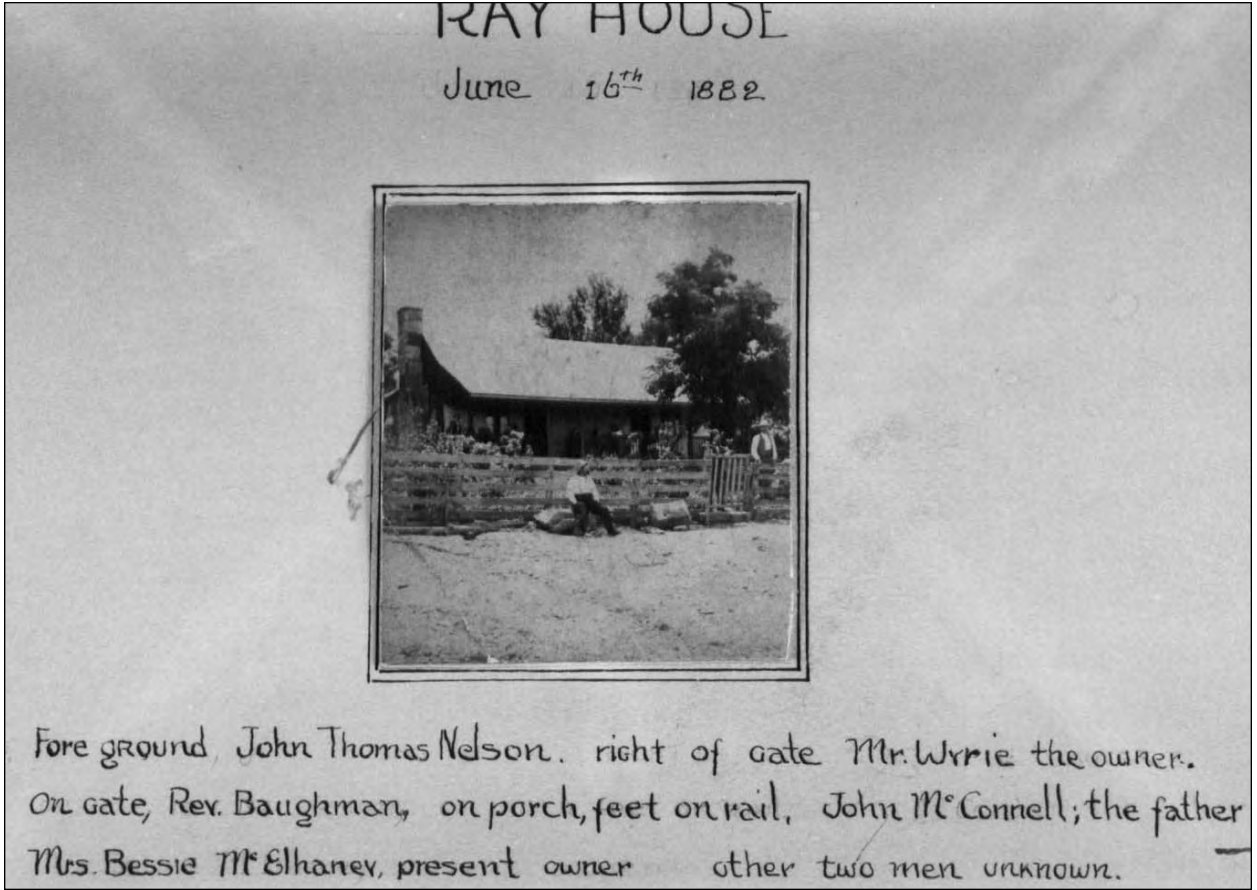 RAY HOUSE
June 16th 1882
Fore ground, John Thomas Nelson. right of gate Mr. Wyrie the owner.
On gate, Rev. Baughman, on porch, feet on rail, John McConnell; the father
Mrs. Bessie McElhaney, present owner other two men unknown.